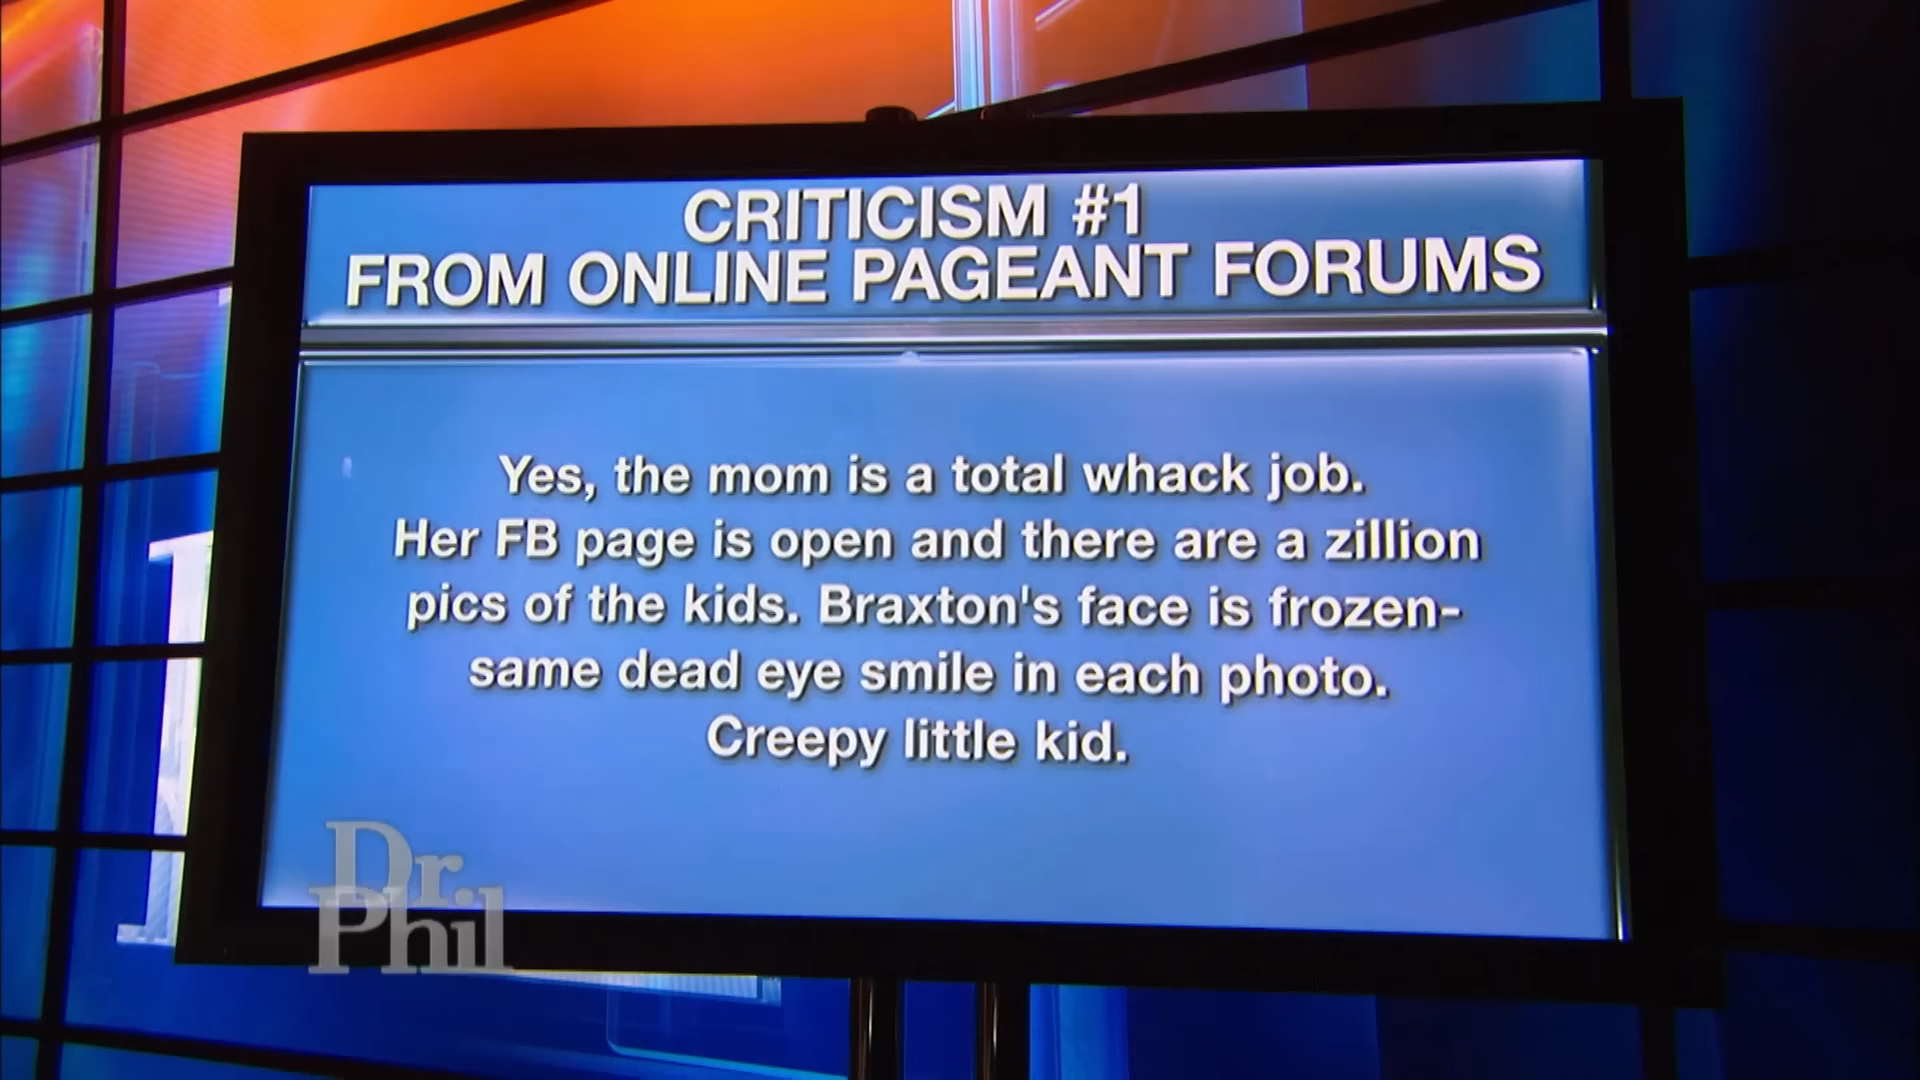 CRITICISM #1
FROM ONLINE PAGEANT FORUMS
Yes, the mom is a total whack job.
Her FB page is open and there are a zillion
pics of the kids. Braxton's face is frozen-
same dead eye smile in each photo.
Creepy little kid.
Dr.
Phil